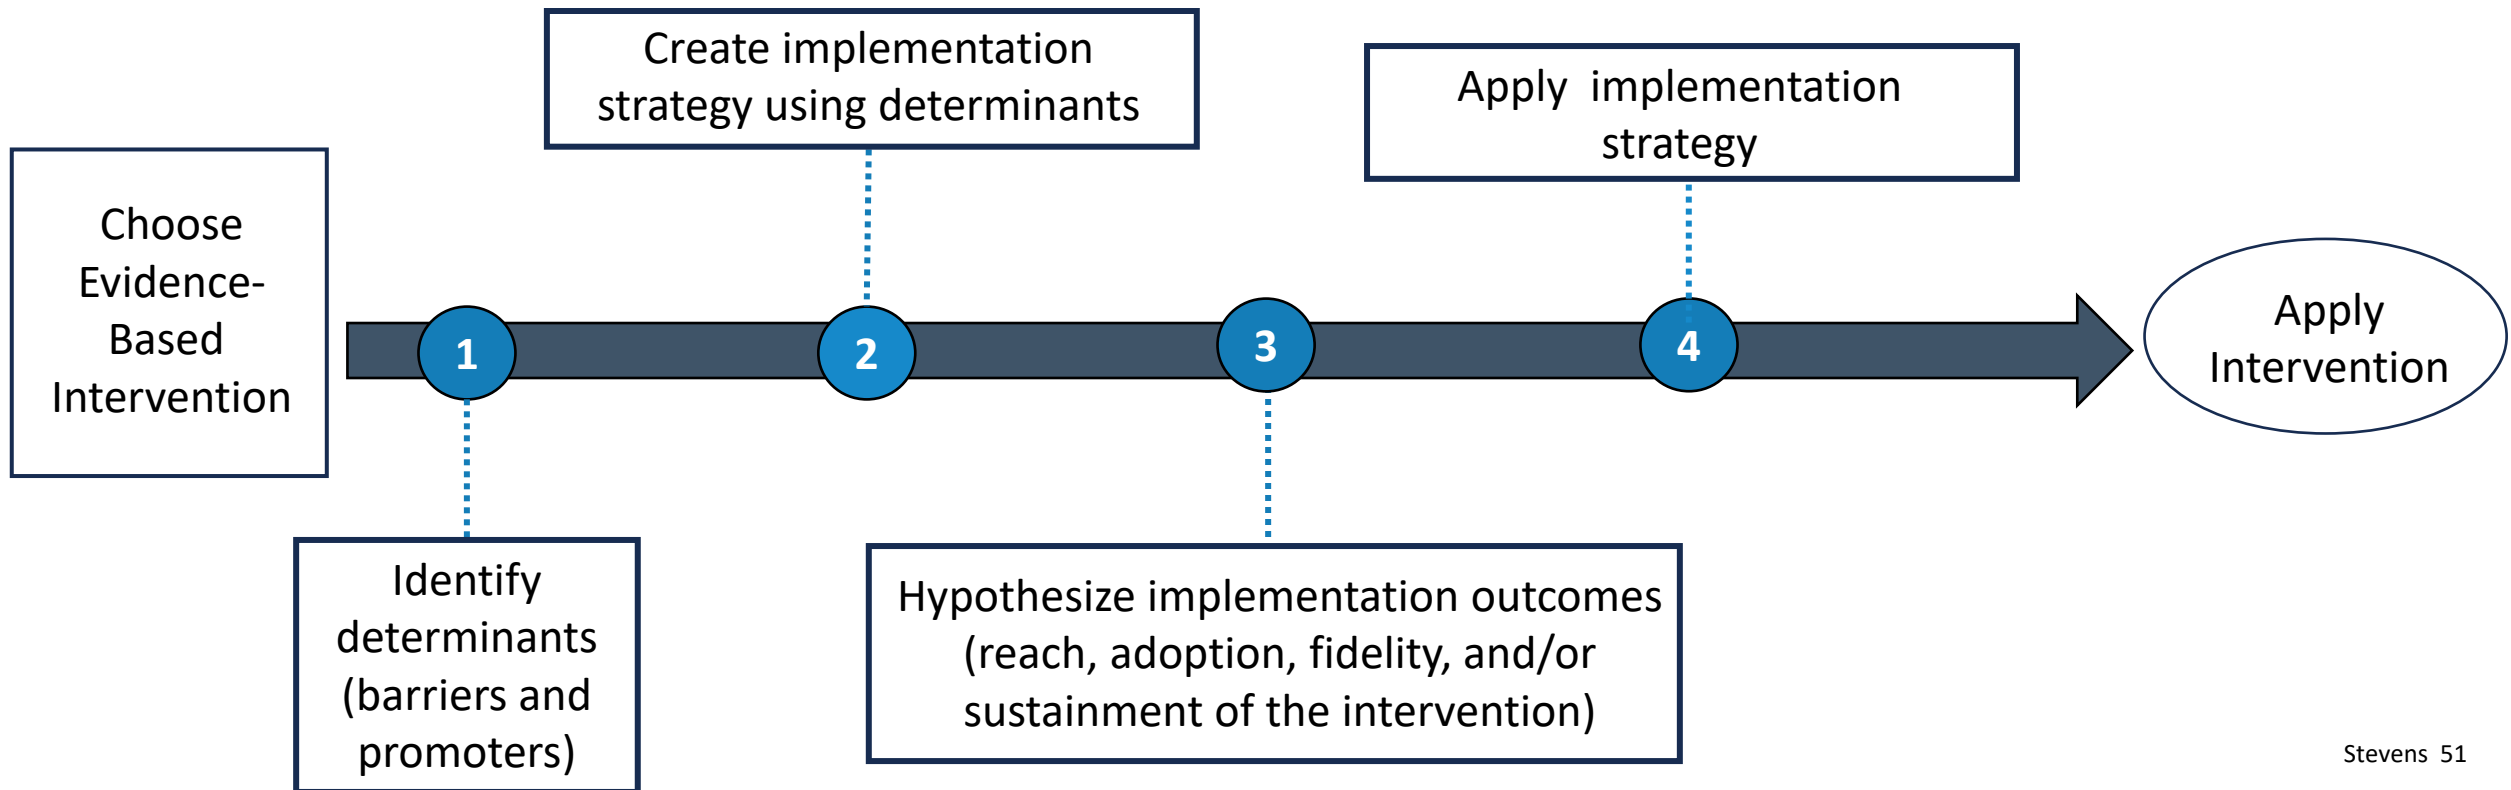 Choose
Evidence-
Based
Intervention
1
Identify
determinants
(barriers and
promoters)
Create implementation
strategy using determinants
2
3
Hypothesize implementation outcomes
(reach, adoption, fidelity, and/or
sustainment of the intervention)
Apply implementation
strategy
4
Apply
Intervention
Stevens 51